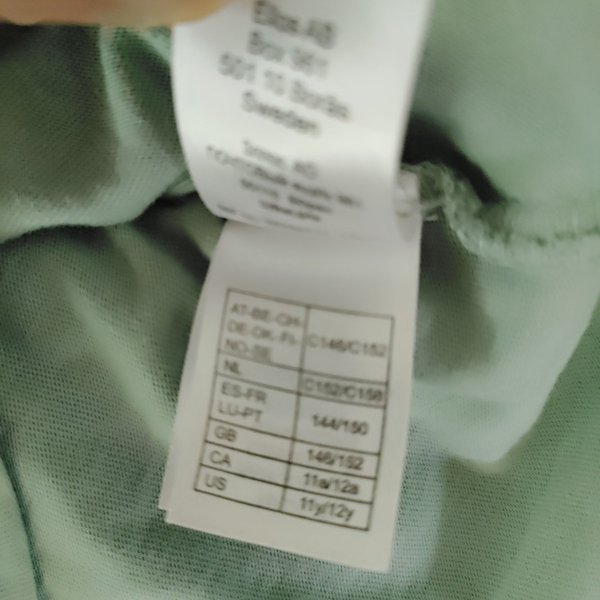 Ellos AB
Box 961
501 10 Borås
Sweden
AT-BE-CH-
DE-DK-FI-
NO-SE
C146/C152
NL
C152/C158
ES-FR
LU-PT
144/150
GB
146/152
CA
11a/12a
US
11y/12y